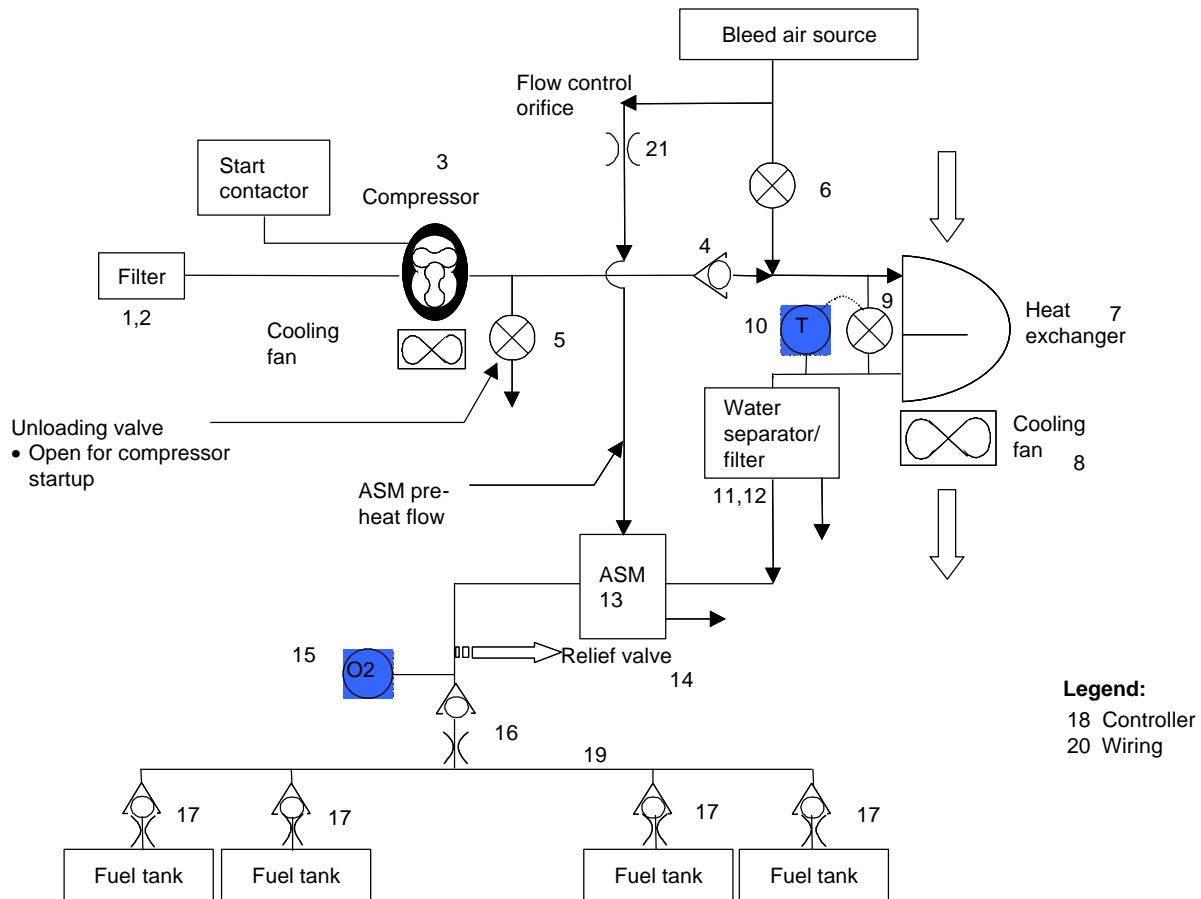 Bleed air source
Flow control
orifice
21
3
Start
contactor
Compressor
6
4
Filter
1,2
Cooling
fan
5
10
T
9
Heat
exchanger
7
Unloading valve
• Open for compressor
startup
Water
separator/
filter
Cooling
fan
8
11,12
ASM pre-
heat flow
ASM
13
15
O2
Relief valve
14
16
19
Legend:
18 Controller
20 Wiring
17
17
17
17
Fuel tank
Fuel tank
Fuel tank
Fuel tank